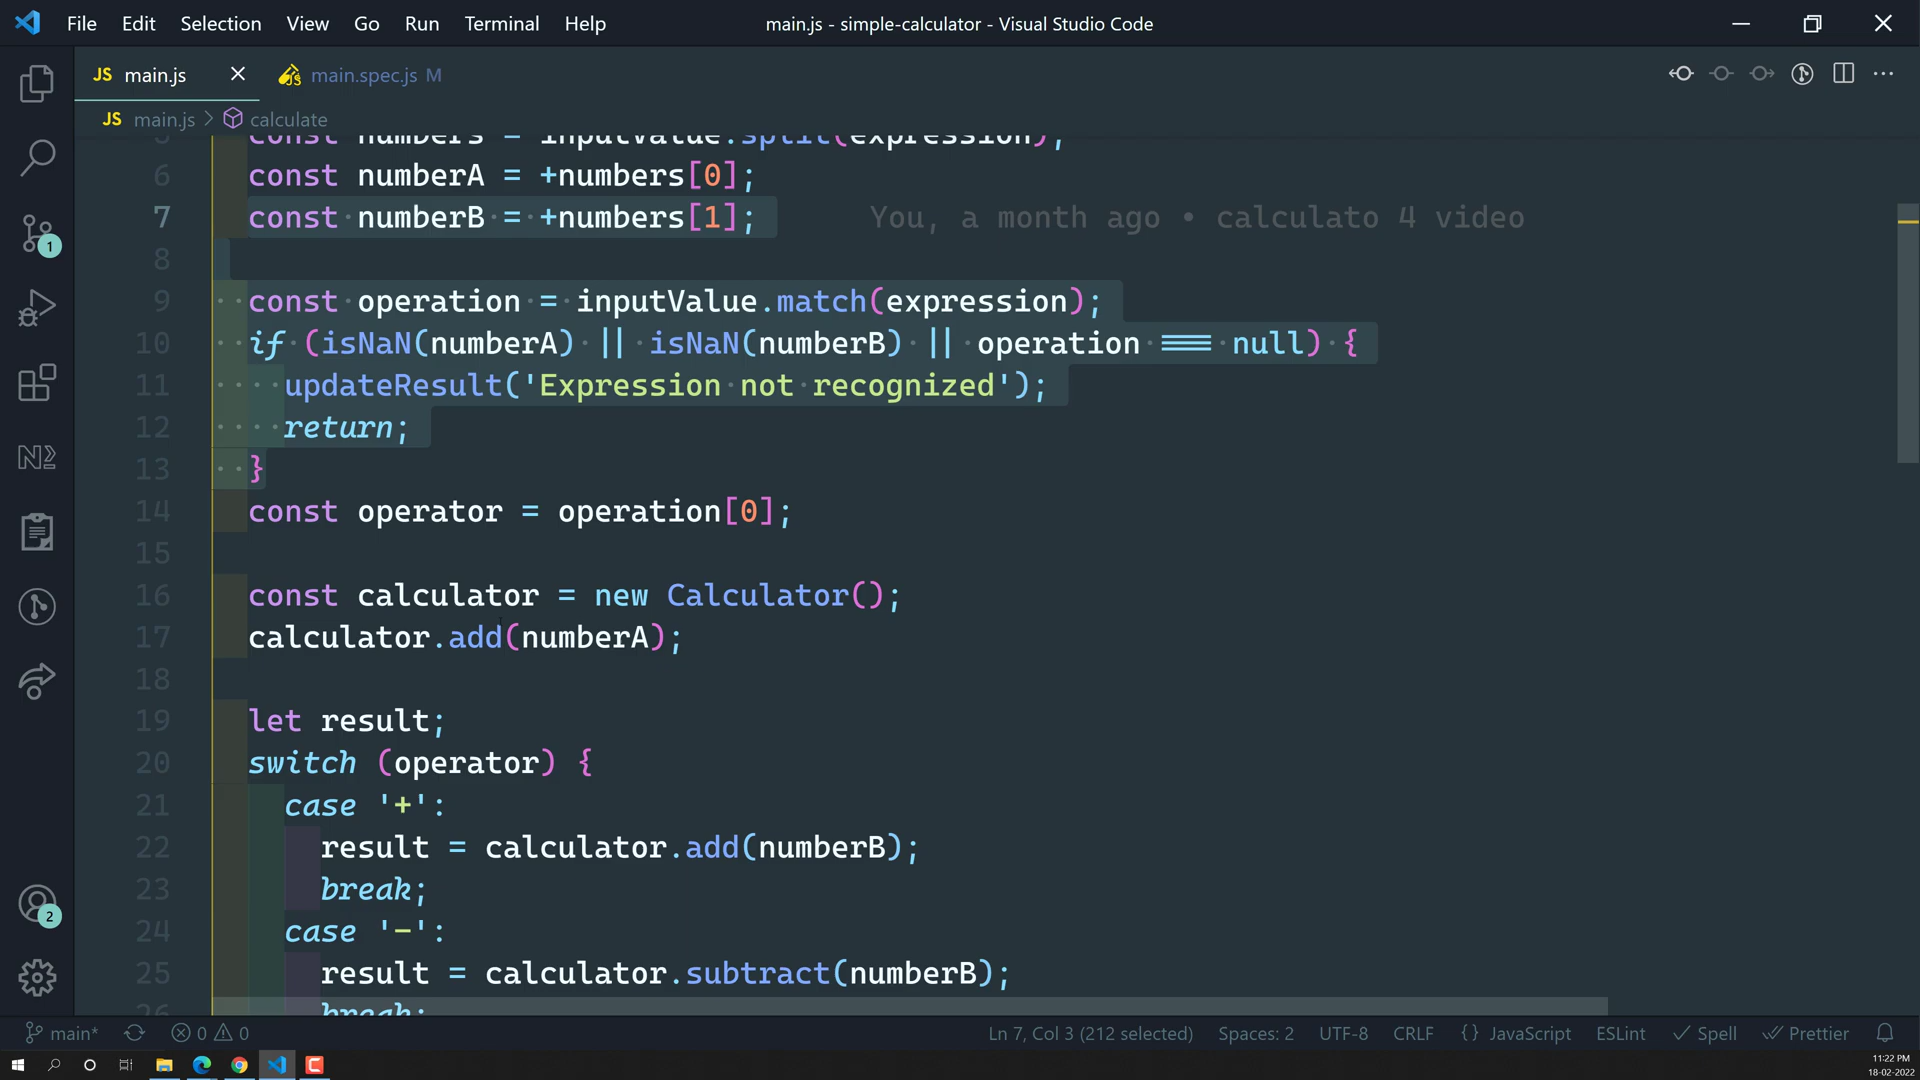 File Edit Selection View Go Run Terminal Help
main.js - simple-calculator - Visual Studio Code
JS main.js
main.spec.js M
JS main.js > calculate
const numbers = inputValue.split(expression);
6 const numberA = +numbers[0];
7 const numberB = +numbers[1]; You, a month ago • calculato 4 video
8
9 const operation = inputValue.match(expression);
10 if (isNaN(numberA) || isNaN(numberB) || operation === null) {
11 updateResult('Expression not recognized');
12 return;
13 }
14 const operator = operation[0];
15
16 const calculator = new Calculator();
17 calculator.add(numberA);
18
19 let result;
20 switch (operator) {
21 case '+':
22 result = calculator.add(numberB);
23 break;
24 case '-':
25 result = calculator.subtract(numberB);
26 break;
1
2
main* 0 0 Ln 7, Col 3 (212 selected) Spaces: 2 UTF-8 CRLF {} JavaScript ESLint Spell Prettier
11:22 PM
18-02-2022